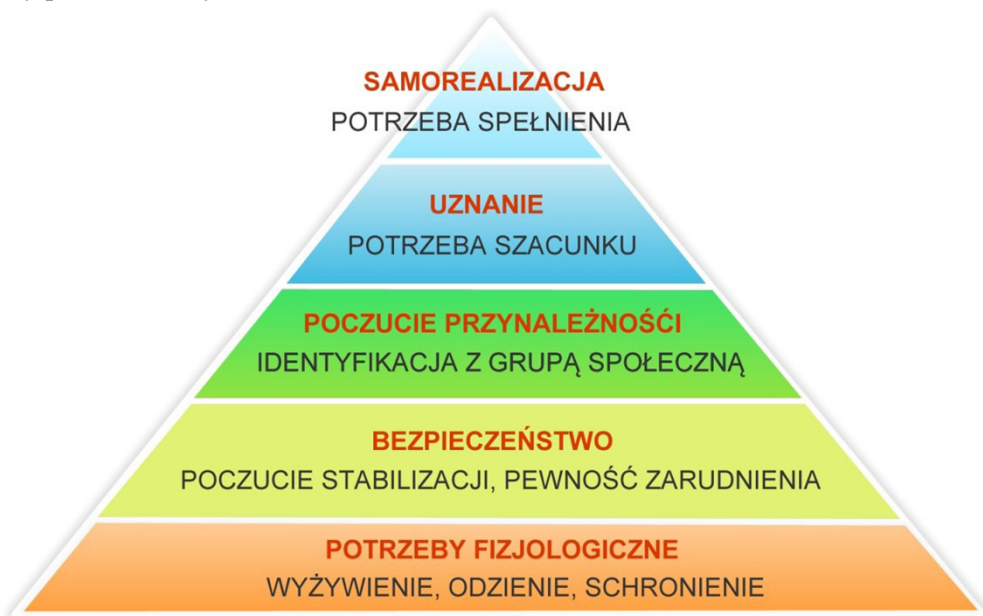 SAMOREALIZACJA
POTRZEBA SPEŁNIENIA
UZNANIE
POTRZEBA SZACUNKU
POCZUCIE PRZYNALEŻNOŚĆI
IDENTYFIKACJA Z GRUPĄ SPOŁECZNĄ
BEZPIECZEŃSTWO
POCZUCIE STABILIZACJI, PEWNOŚĆ ZARUDNIENIA
POTRZEBY FIZJOLOGICZNE
WYŻYWIENIE, ODZIENIE, SCHRONIENIE